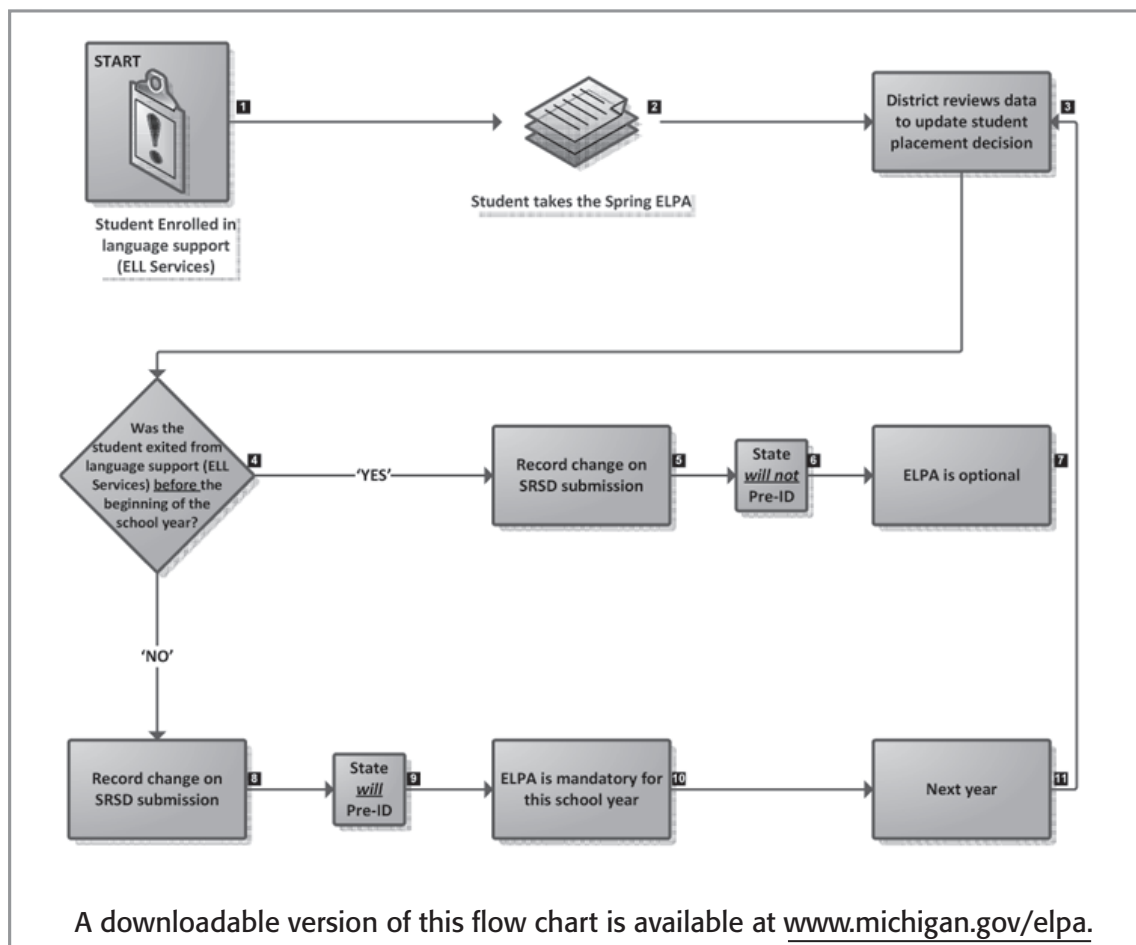 START
1
Student Enrolled in
language support
(ELL Services)
2
Student takes the Spring ELPA
District reviews data
to update student
placement decision
3
Was the
student exited from
language support (ELL
Services) before the
beginning of the
school year?
4
‘YES’
Record change on
SRSD submission
5
State
will not
Pre-ID
6
ELPA is optional
7
‘NO’
Record change on
SRSD submission
8
State
will
Pre-ID
9
ELPA is mandatory for
this school year
10
Next year
11
A downloadable version of this flow chart is available at www.michigan.gov/elpa.